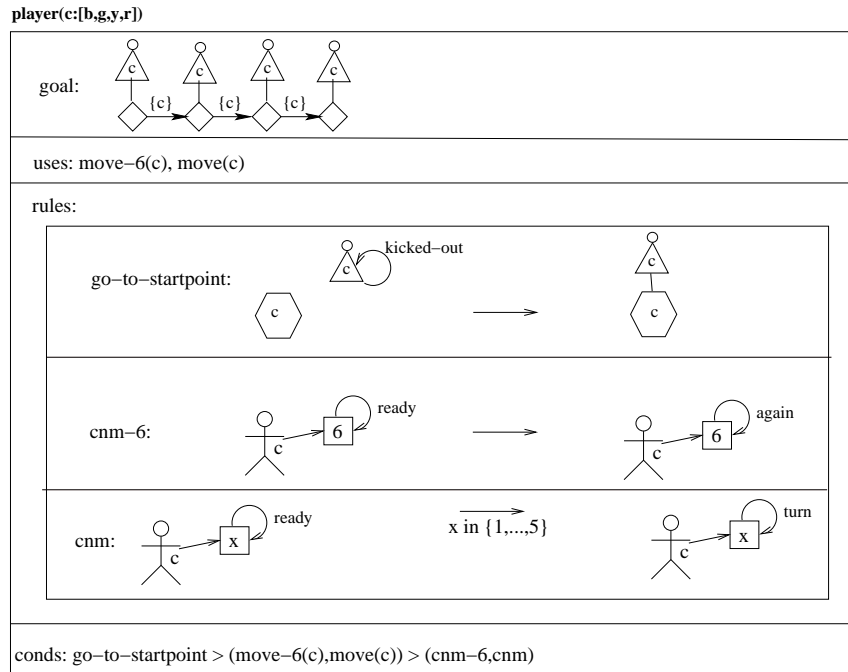 player(c:[b,g,y,r])
goal:
c c c c
{c} {c} {c}
uses: move−6(c), move(c)
rules:
go−to−startpoint:
c kicked−out
c
c
c
cnm−6:
c 6 ready
c 6 again
cnm:
c x ready
x in {1,...,5}
c x turn
conds: go−to−startpoint > (move−6(c),move(c)) > (cnm−6,cnm)